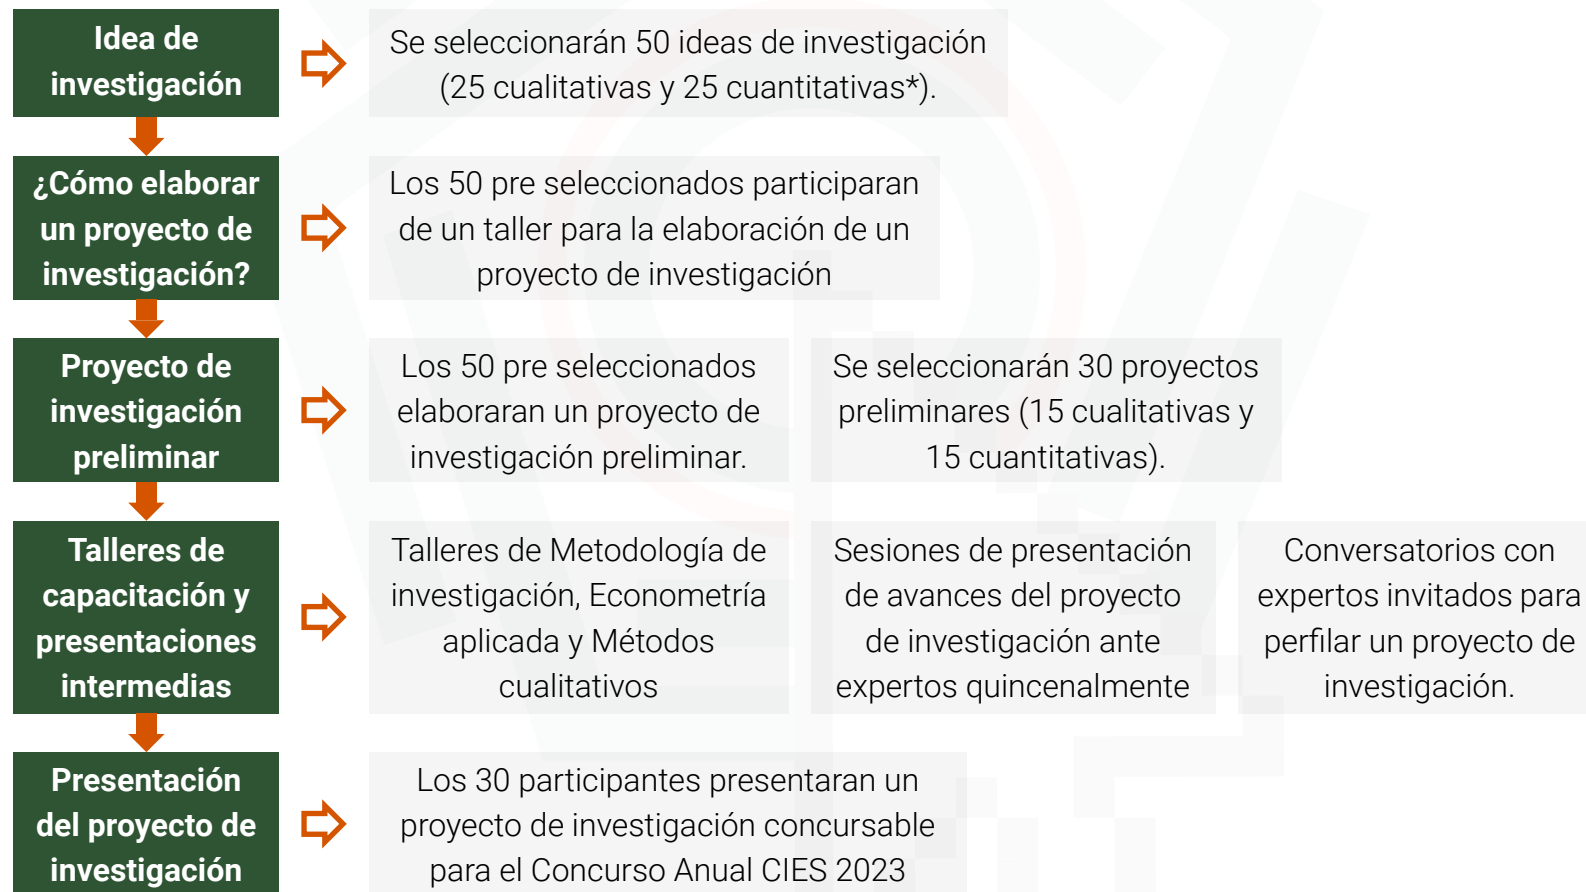 Idea de
investigación
Se seleccionarán 50 ideas de investigación
(25 cualitativas y 25 cuantitativas*).
¿Cómo elaborar
un proyecto de
investigación?
Los 50 pre seleccionados participaran
de un taller para la elaboración de un
proyecto de investigación
Proyecto de
investigación
preliminar
Los 50 pre seleccionados
elaboraran un proyecto de
investigación preliminar.
Se seleccionarán 30 proyectos
preliminares (15 cualitativas y
15 cuantitativas).
Talleres de
capacitación y
presentaciones
intermedias
Talleres de Metodología de
investigación, Econometría
aplicada y Métodos
cualitativos
Sesiones de presentación
de avances del proyecto
de investigación ante
expertos quincenalmente
Conversatorios con
expertos invitados para
perfilar un proyecto de
investigación.
Presentación
del proyecto de
investigación
Los 30 participantes presentaran un
proyecto de investigación concursable
para el Concurso Anual CIES 2023